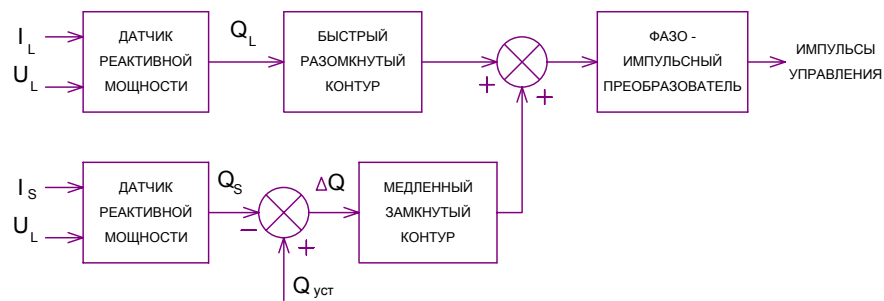 I L
U L
ДАТЧИК
РЕАКТИВНОЙ
МОЩНОСТИ
Q L
БЫСТРЫЙ
РАЗОМКНУТЫЙ
КОНТУР
+
+
ФАЗО -
ИМПУЛЬСНЫЙ
ПРЕОБРАЗОВАТЕЛЬ
ИМПУЛЬСЫ
УПРАВЛЕНИЯ
I S
U L
ДАТЧИК
РЕАКТИВНОЙ
МОЩНОСТИ
Q S
−
+
ΔQ
МЕДЛЕННЫЙ
ЗАМКНУТЫЙ
КОНТУР
Q уст